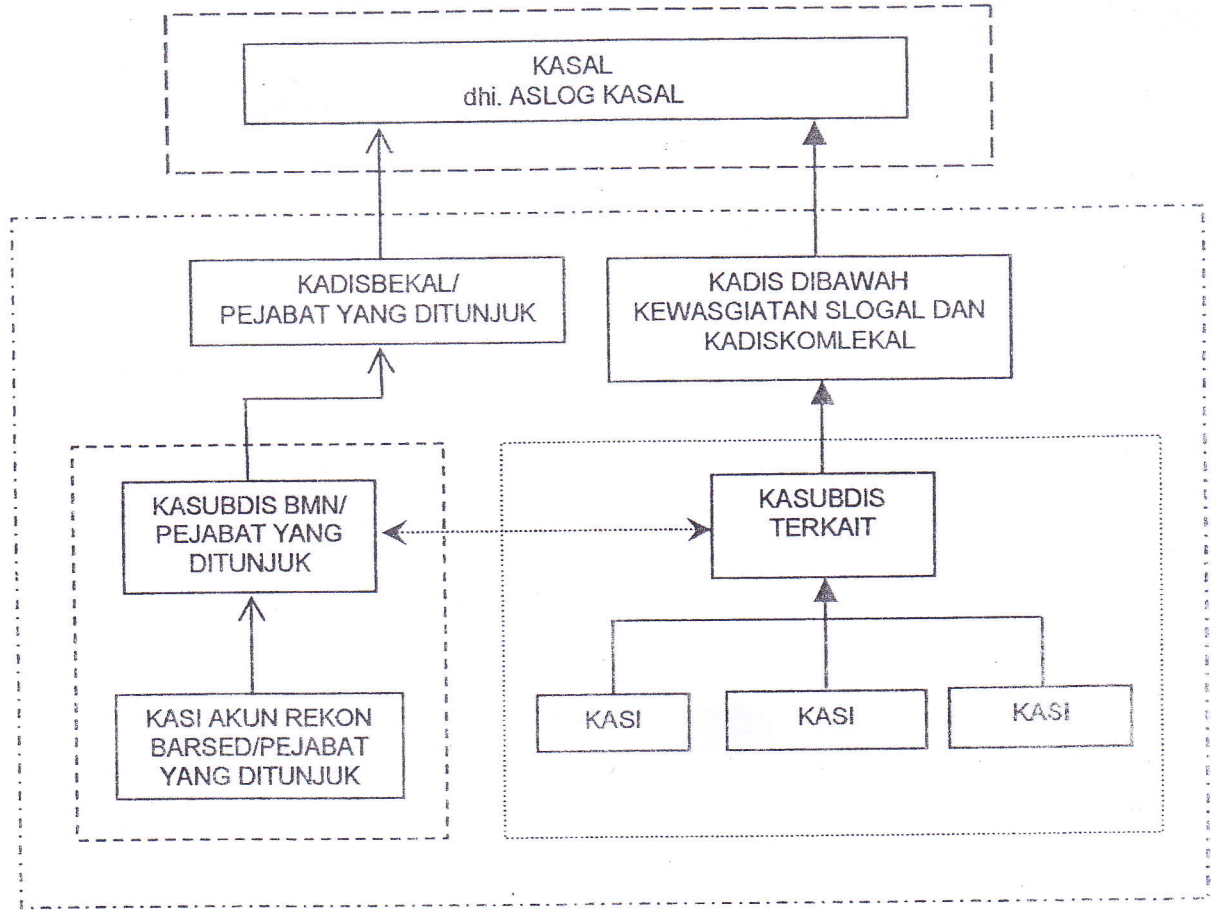 KASAL
dhi. ASLOG KASAL
KADISBEKAL/
PEJABAT YANG DITUNJUK
KADIS DIBAWAH
KEWASGIATAN SLOGAL DAN
KADISKOMLEKAL
KASUBDIS BMN/
PEJABAT YANG
DITUNJUK
KASUBDIS
TERKAIT
KASI AKUN REKON
BARSED/PEJABAT
YANG DITUNJUK
KASI
KASI
KASI